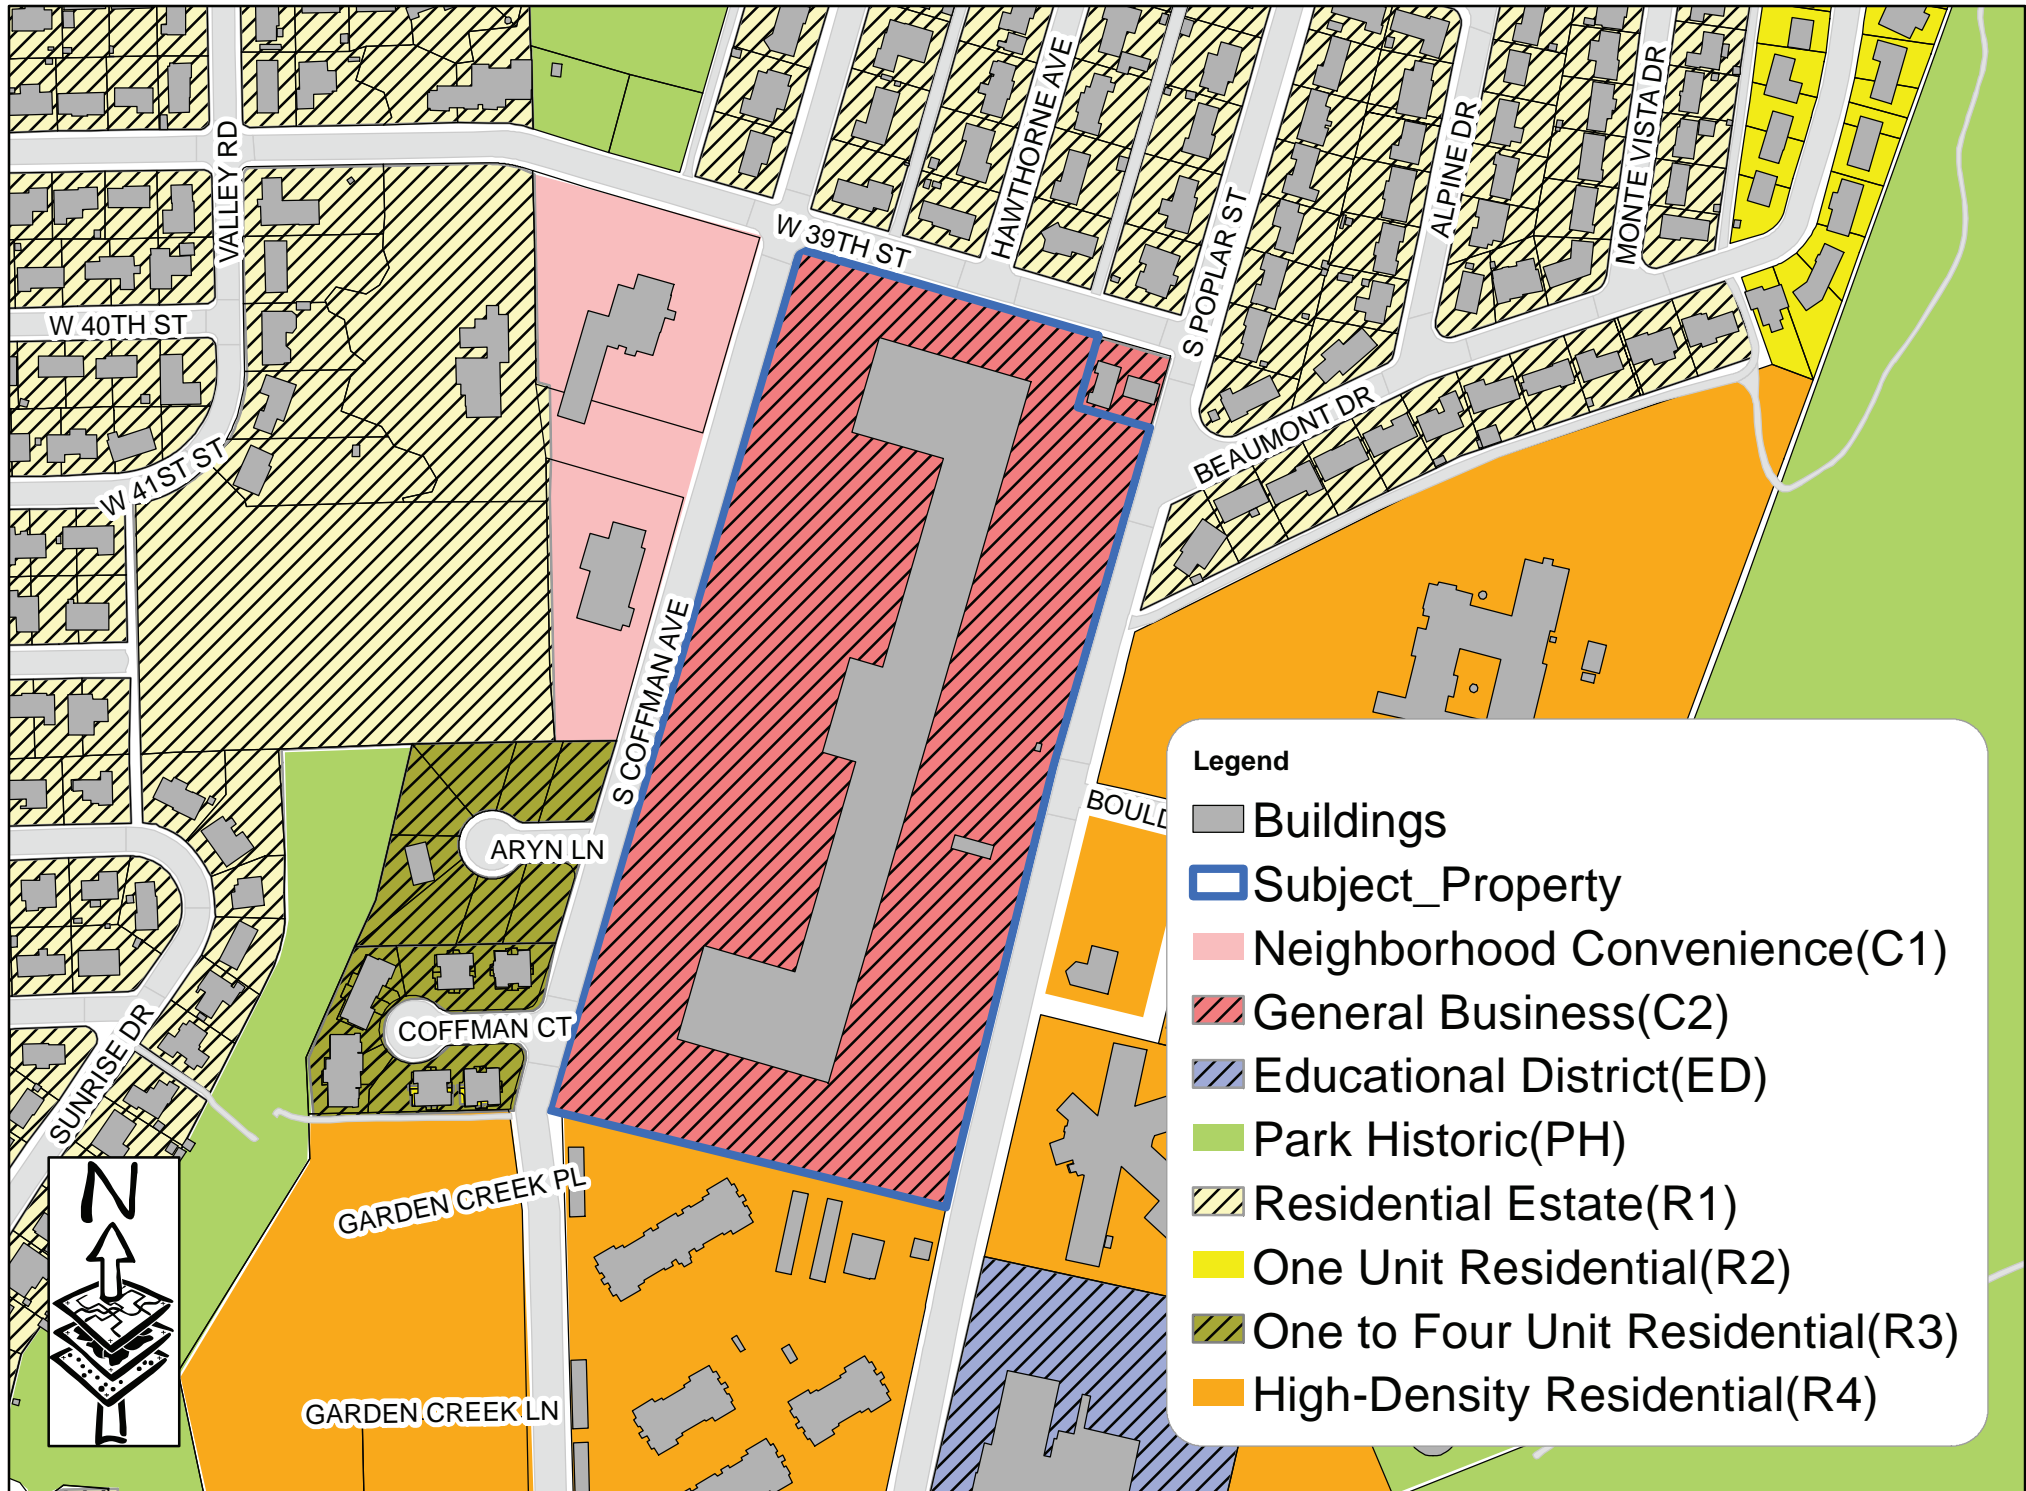 HAWTHORNE AVE
MONTE VISTA DR
ALPINE DR
VALLEY RD
W 39TH ST
S POPLAR ST
W 40TH ST
BEAUMONT DR
W 41ST ST
S COFFMAN AVE
BOULD
ARYN LN
COFFMAN CT
SUNRISE DR
GARDEN CREEK PL
GARDEN CREEK LN
N
Legend
Buildings
Subject_Property
Neighborhood Convenience(C1)
General Business(C2)
Educational District(ED)
Park Historic(PH)
Residential Estate(R1)
One Unit Residential(R2)
One to Four Unit Residential(R3)
High-Density Residential(R4)